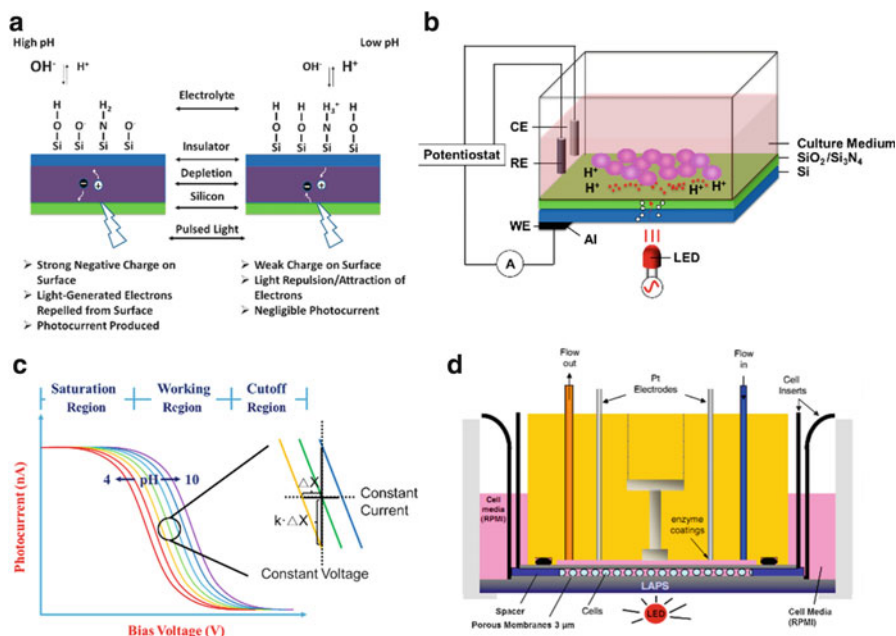 a
High pH
Low pH
OH⁻ H⁺
OH⁻ H⁺
Electrolyte
H H₂
O O⁻ N O⁻
Si Si Si Si
H H H₃⁺ H
O O N O
Si Si Si Si
Insulator
Depletion
Silicon
Pulsed Light
➢ Strong Negative Charge on
Surface
➢ Light-Generated Electrons
Repelled from Surface
➢ Photocurrent Produced
➢ Weak Charge on Surface
➢ Light Repulsion/Attraction of
Electrons
➢ Negligible Photocurrent
b
CE
Potentiostat
RE
Culture Medium
SiO₂/Si₃N₄
Si
H⁺ H⁺
H⁺ H⁺
WE
Al
A
LED
c
Saturation
Region
Working
Region
Cutoff
Region
4 pH 10
△X
k·△X
Constant
Current
Constant Voltage
Photocurrent (nA)
Bias Voltage (V)
d
Flow
out
Pt
Electrodes
Flow
in
Cell
Inserts
Cell
media
(RPMI)
enzyme
coatings
LAPS
Spacer
Porous Membranes 3 µm
Cells
LED
Cell Media
(RPMI)